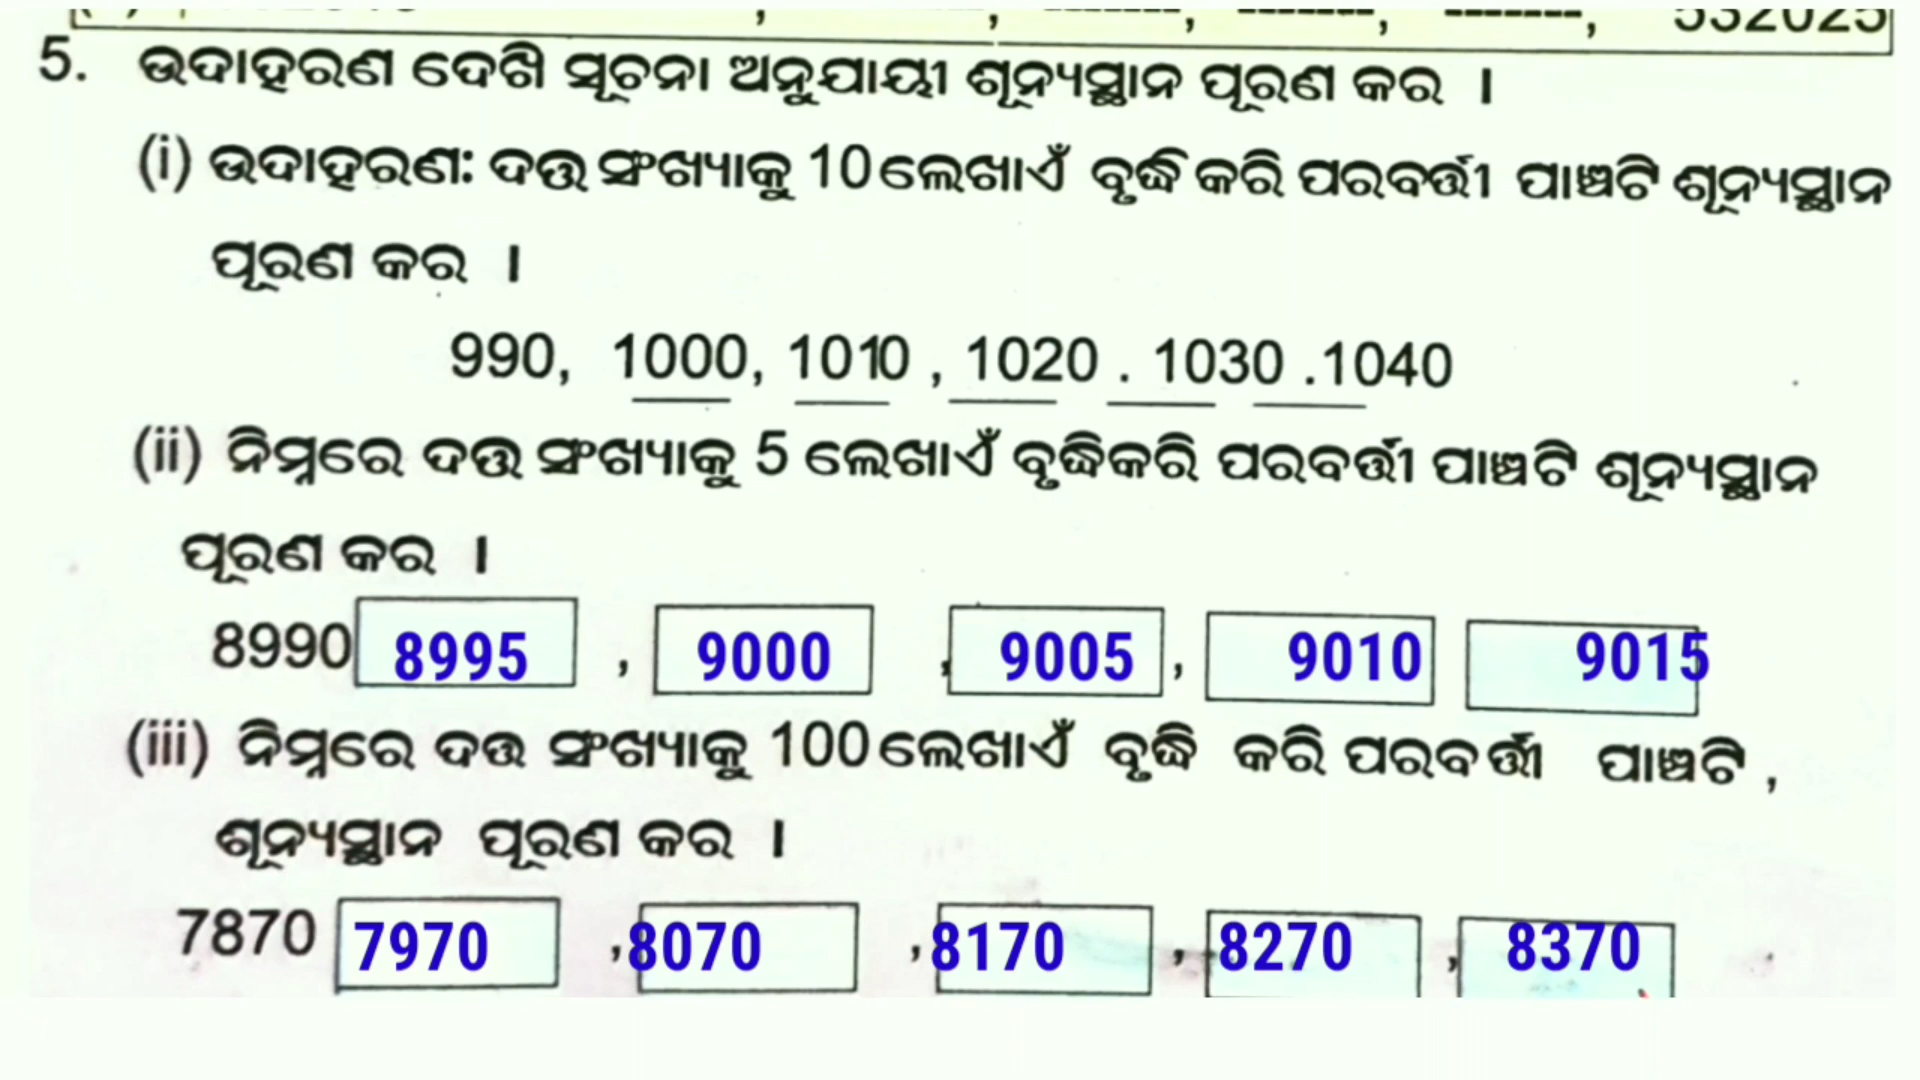 532025
5. ଉଦାହରଣ ଦେଖି ସୂଚନା ଅନୁଯାୟୀ ଶୂନ୍ୟସ୍ଥାନ ପୂରଣ କର ।
(i) ଉଦାହରଣ: ଦତ୍ତ ସଂଖ୍ୟାକୁ 10 ଲେଖାଏଁ ବୃଦ୍ଧି କରି ପରବର୍ତ୍ତୀ ପାଞ୍ଚଟି ଶୂନ୍ୟସ୍ଥାନ
ପୂରଣ କର ।
990, 1000, 1010 , 1020 . 1030 .1040
(ii) ନିମ୍ନରେ ଦତ୍ତ ସଂଖ୍ୟାକୁ 5 ଲେଖାଏଁ ବୃଦ୍ଧିକରି ପରବର୍ତ୍ତୀ ପାଞ୍ଚଟି ଶୂନ୍ୟସ୍ଥାନ
ପୂରଣ କର ।
8990 8995 , 9000 , 9005 , 9010 9015
(iii) ନିମ୍ନରେ ଦତ୍ତ ସଂଖ୍ୟାକୁ 100 ଲେଖାଏଁ ବୃଦ୍ଧି କରି ପରବର୍ତ୍ତୀ ପାଞ୍ଚଟି ,
ଶୂନ୍ୟସ୍ଥାନ ପୂରଣ କର ।
7870 7970 , 8070 , 8170 , 8270 , 8370